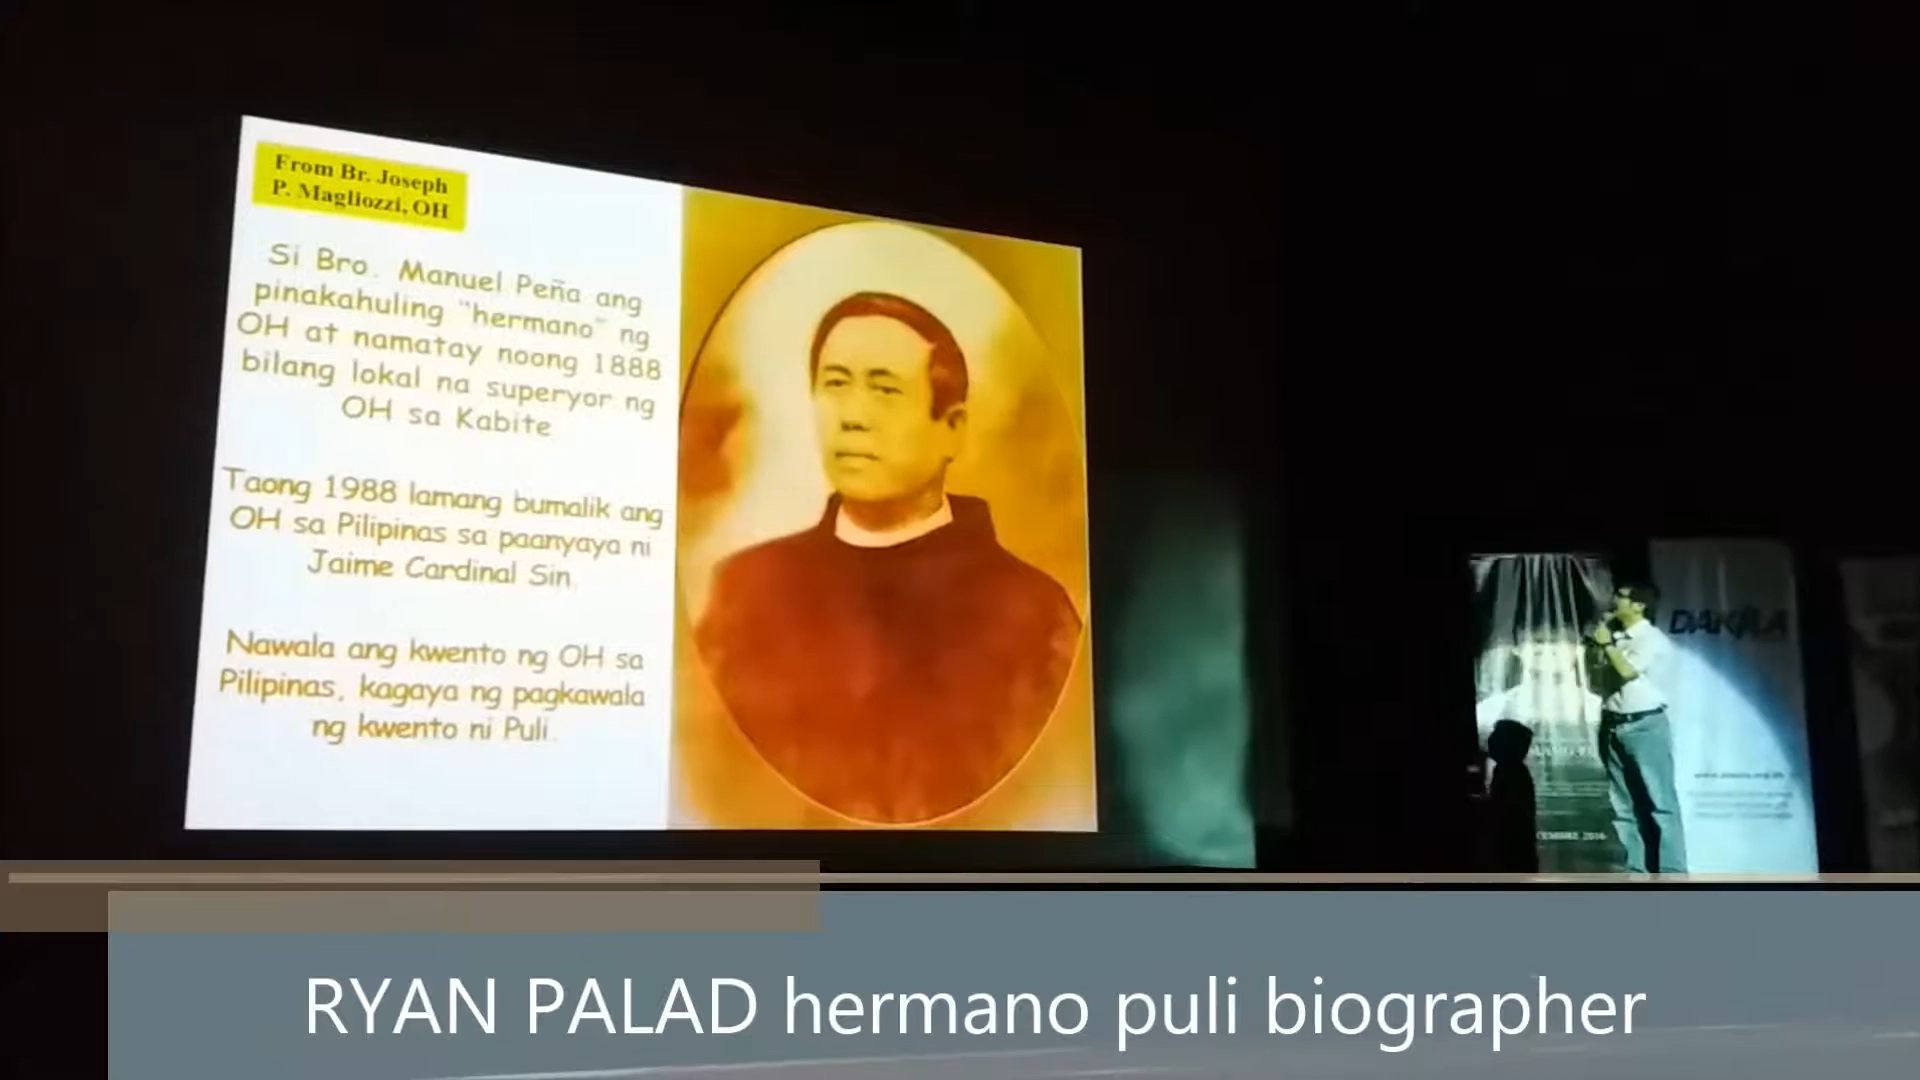 From Br. Joseph
P. Magliozzi, OH
Si Bro. Manuel Peña ang
pinakahuling "hermano" ng
OH at namatay noong 1888
bilang lokal na superyor ng
OH sa Kabite
Taong 1988 lamang bumalik ang
OH sa Pilipinas sa paanyaya ni
Jaime Cardinal Sin.
Nawala ang kwento ng OH sa
Pilipinas, kagaya ng pagkawala
ng kwento ni Puli.
DAKILA
RYAN PALAD hermano puli biographer